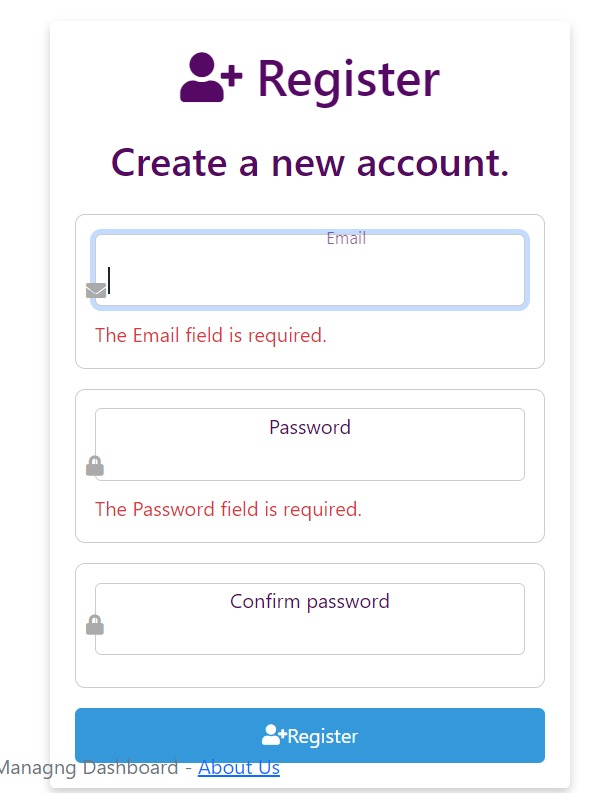 Register
Create a new account.
Email
The Email field is required.
Password
The Password field is required.
Confirm password
Register
Managng Dashboard - About Us